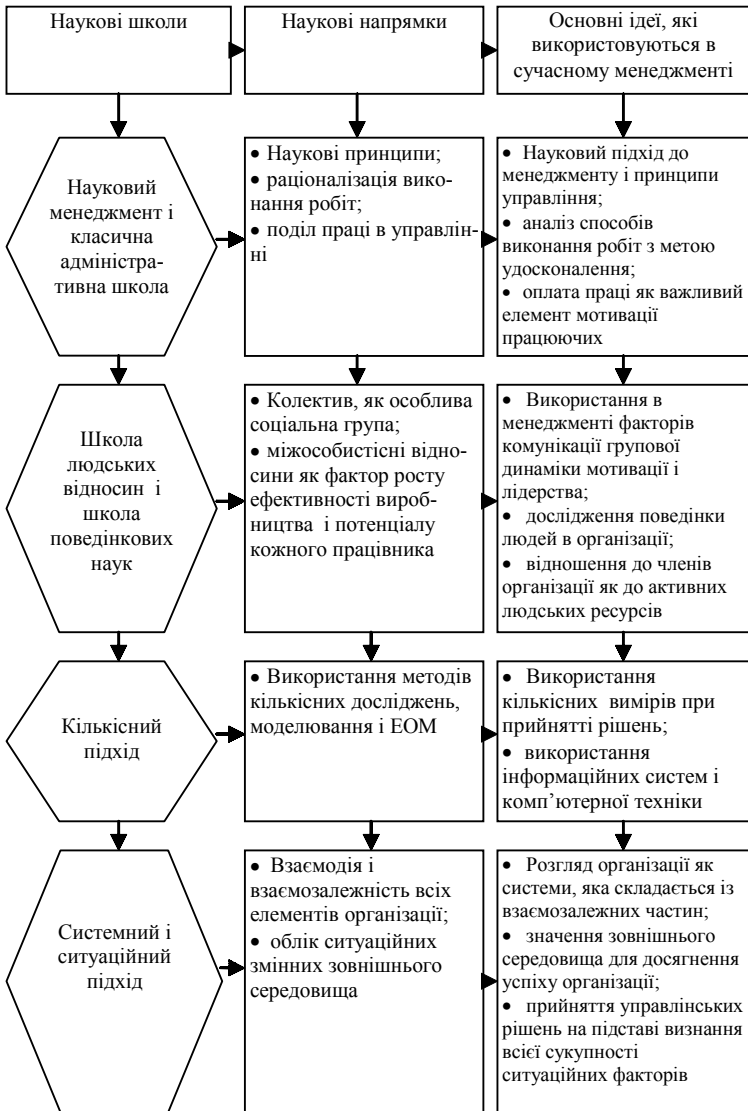 Наукові школи
Наукові напрямки
Основні ідеї, які
використовуються в
сучасному менеджменті
Науковий
менеджмент і
класична
адміністра-
тивна школа
• Наукові принципи;
• раціоналізація вико-
нання робіт;
• поділ праці в управлін-
ні
• Науковий підхід до
менеджменту і принципи
управління;
• аналіз способів
виконання робіт з метою
удосконалення;
• оплата праці як важливий
елемент мотивації
працюючих
Школа
людських
відносин і
школа
поведінкових
наук
• Колектив, як особлива
соціальна група;
• міжособистісні відно-
сини як фактор росту
ефективності вироб-
ництва і потенціалу
кожного працівника
• Використання в
менеджменті факторів
комунікації групової
динаміки мотивації і
лідерства;
• дослідження поведінки
людей в організації;
• відношення до членів
організації як до активних
людських ресурсів
Кількісний
підхід
• Використання методів
кількісних досліджень,
моделювання і ЕОМ
• Використання
кількісних вимірів при
прийнятті рішень;
• використання
інформаційних систем і
комп’ютерної техніки
Системний і
ситуаційний
підхід
• Взаємодія і
взаємозалежність всіх
елементів організації;
• облік ситуаційних
змінних зовнішнього
середовища
• Розгляд організації як
системи, яка складається із
взаємозалежних частин;
• значення зовнішнього
середовища для досягнення
успіху організації;
• прийняття управлінських
рішень на підставі визнання
всієї сукупності
ситуаційних факторів